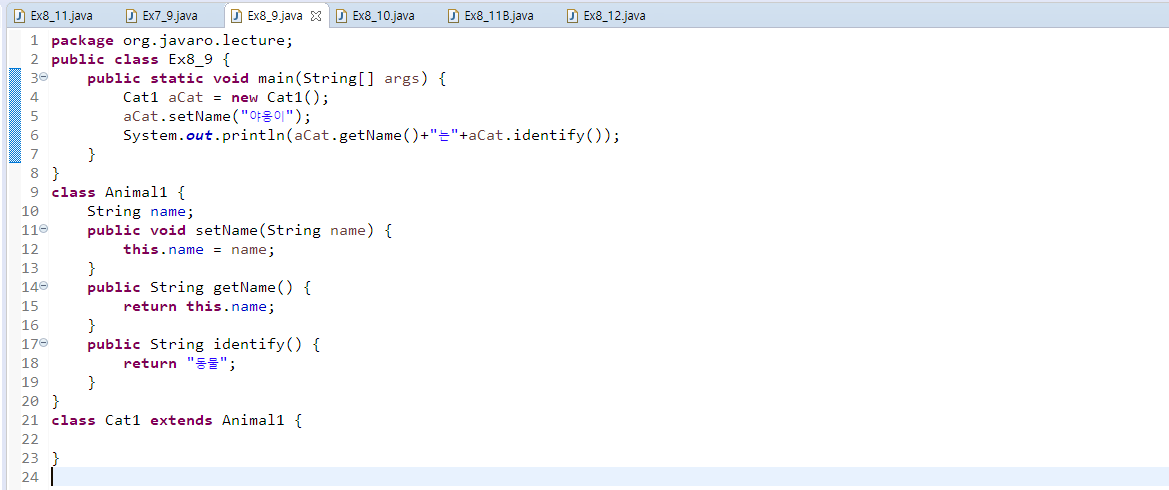 Ex8_11.java Ex7_9.java Ex8_9.java Ex8_10.java Ex8_11B.java Ex8_12.java
1 package org.javaro.lecture;
2 public class Ex8_9 {
3 public static void main(String[] args) {
4 Cat1 aCat = new Cat1();
5 aCat.setName("야옹이");
6 System.out.println(aCat.getName()+"는"+aCat.identify());
7 }
8 }
9 class Animal1 {
10 String name;
11 public void setName(String name) {
12 this.name = name;
13 }
14 public String getName() {
15 return this.name;
16 }
17 public String identify() {
18 return "동물";
19 }
20 }
21 class Cat1 extends Animal1 {
22
23 }
24